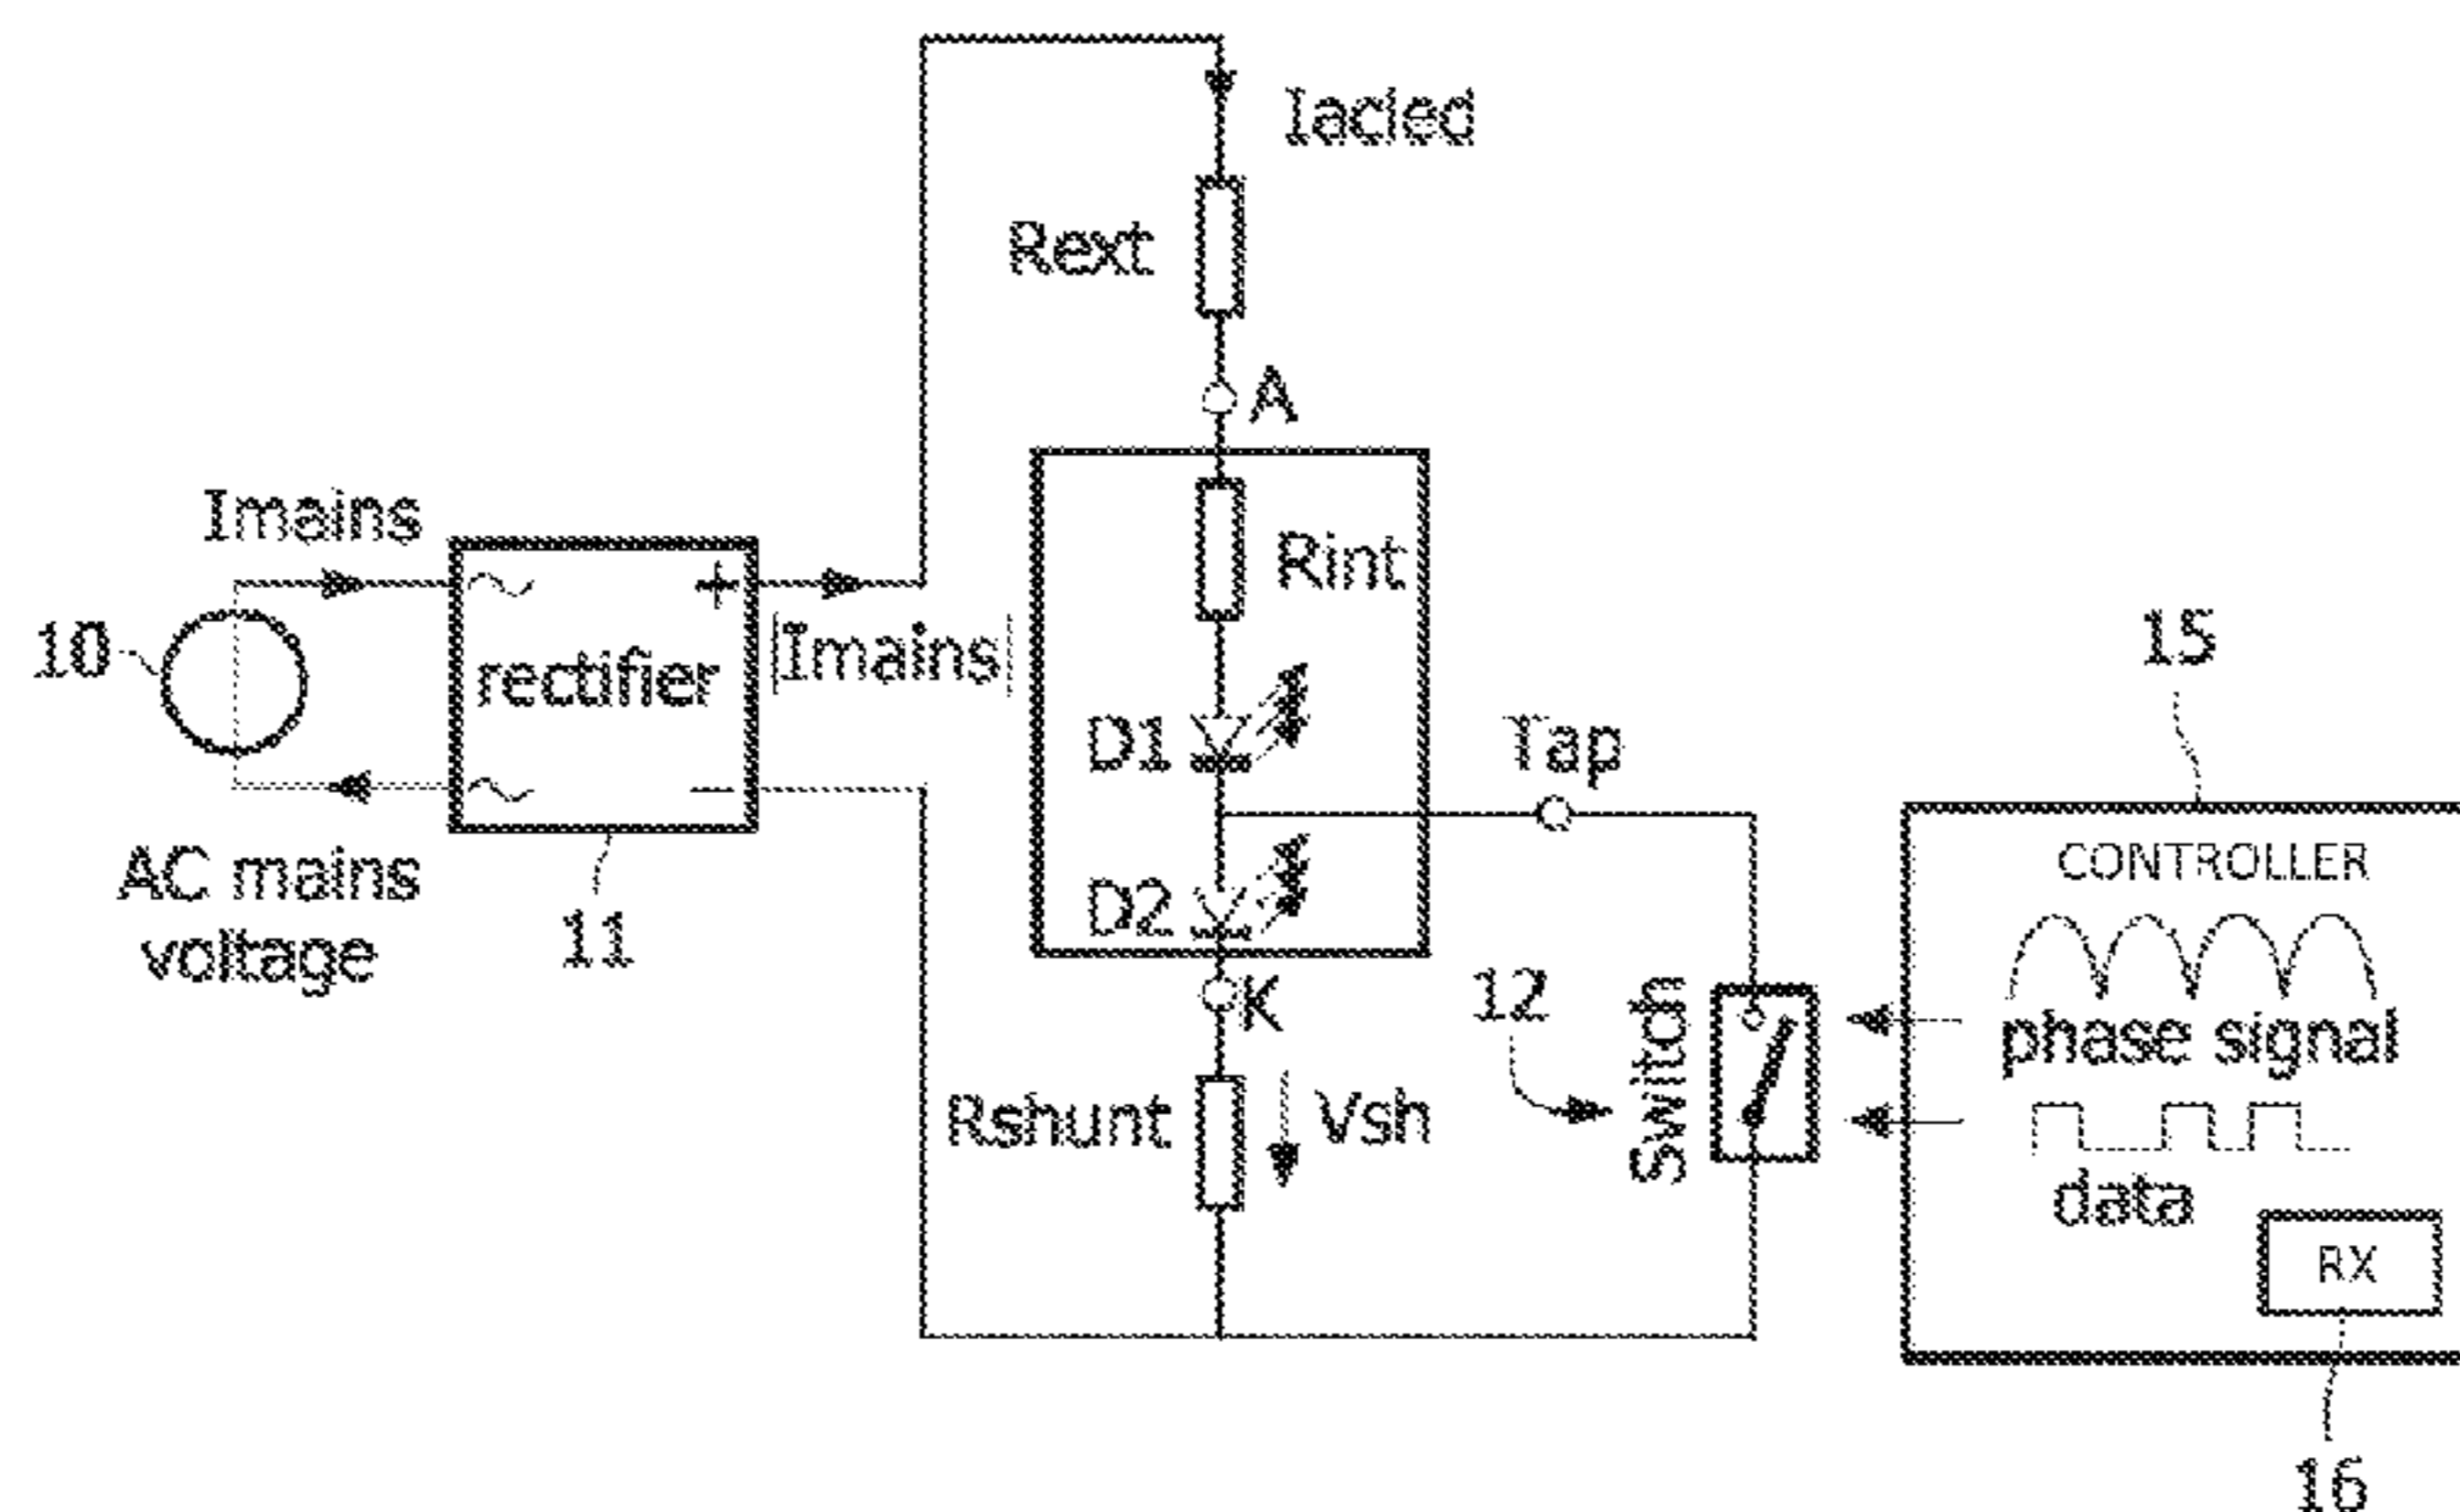 Iacled
Rext
A
Imains
Rint
10
rectifier
|Imains|
15
D1
Tap
CONTROLLER
AC mains
voltage
11
D2
K
12
Switch
phase signal
Rshunt
Vsh
data
RX
16